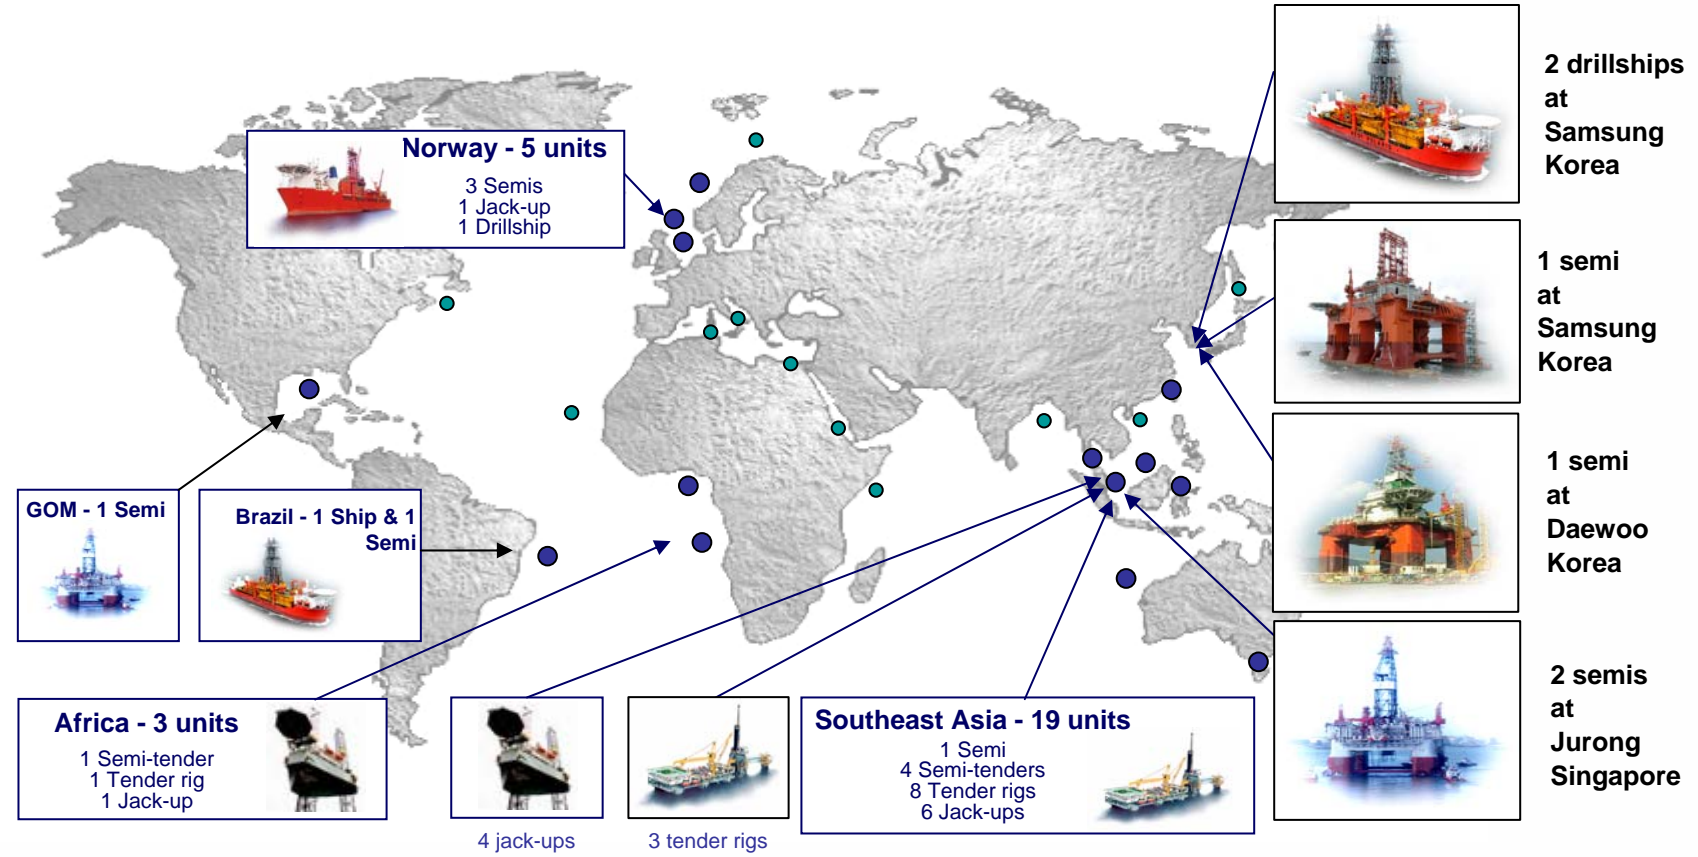 2 drillships
at
Samsung
Korea
Norway - 5 units
3 Semis
1 Jack-up
1 Drillship
1 semi
at
Samsung
Korea
GOM - 1 Semi
Brazil - 1 Ship & 1
Semi
1 semi
at
Daewoo
Korea
Africa - 3 units
1 Semi-tender
1 Tender rig
1 Jack-up
4 jack-ups
3 tender rigs
Southeast Asia - 19 units
1 Semi
4 Semi-tenders
8 Tender rigs
6 Jack-ups
2 semis
at
Jurong
Singapore